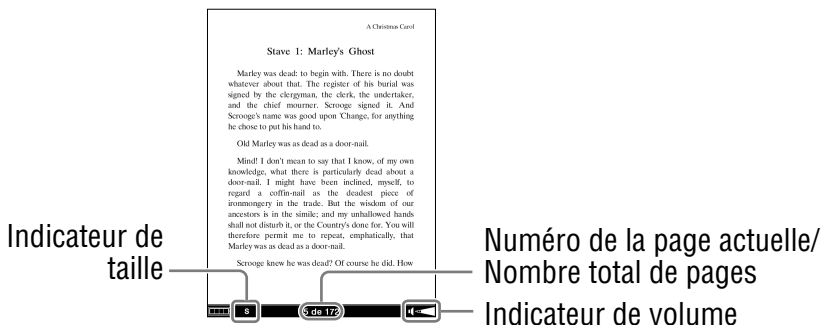 A Christmas Carol
Stave 1: Marley's Ghost
Marley was dead: to begin with. There is no doubt
whatever about that. The register of his burial was
signed by the clergyman, the clerk, the undertaker,
and the chief mourner. Scrooge signed it. And
Scrooge's name was good upon 'Change, for anything
he chose to put his hand to.
Old Marley was as dead as a door-nail.
Mind! I don't mean to say that I know, of my own
knowledge, what there is particularly dead about a
door-nail. I might have been inclined, myself, to
regard a coffin-nail as the deadest piece of
ironmongery in the trade. But the wisdom of our
ancestors is in the simile; and my unhallowed hands
shall not disturb it, or the Country's done for. You will
therefore permit me to repeat, emphatically, that
Marley was as dead as a door-nail.
Scrooge knew he was dead? Of course he did. How
S
5 de 172
Indicateur de
taille
Numéro de la page actuelle/
Nombre total de pages
Indicateur de volume